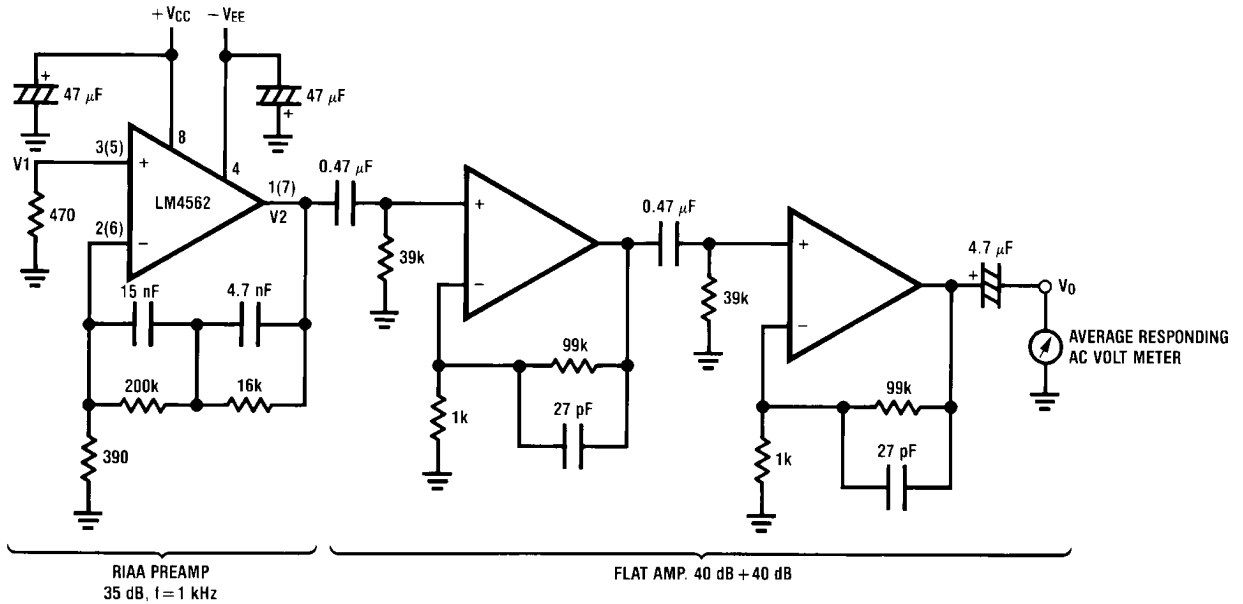 + VCC
− VEE
+
47 µF
47 µF
+
8
4
3(5)
V1
+
LM4562
1(7)
V2
470
2(6)
−
0.47 µF
+
−
39k
0.47 µF
+
−
39k
4.7 µF
+
VO
AVERAGE RESPONDING
AC VOLT METER
15 nF
4.7 nF
200k
16k
390
99k
27 pF
1k
99k
27 pF
1k
RIAA PREAMP
35 dB, f = 1 kHz
FLAT AMP. 40 dB + 40 dB